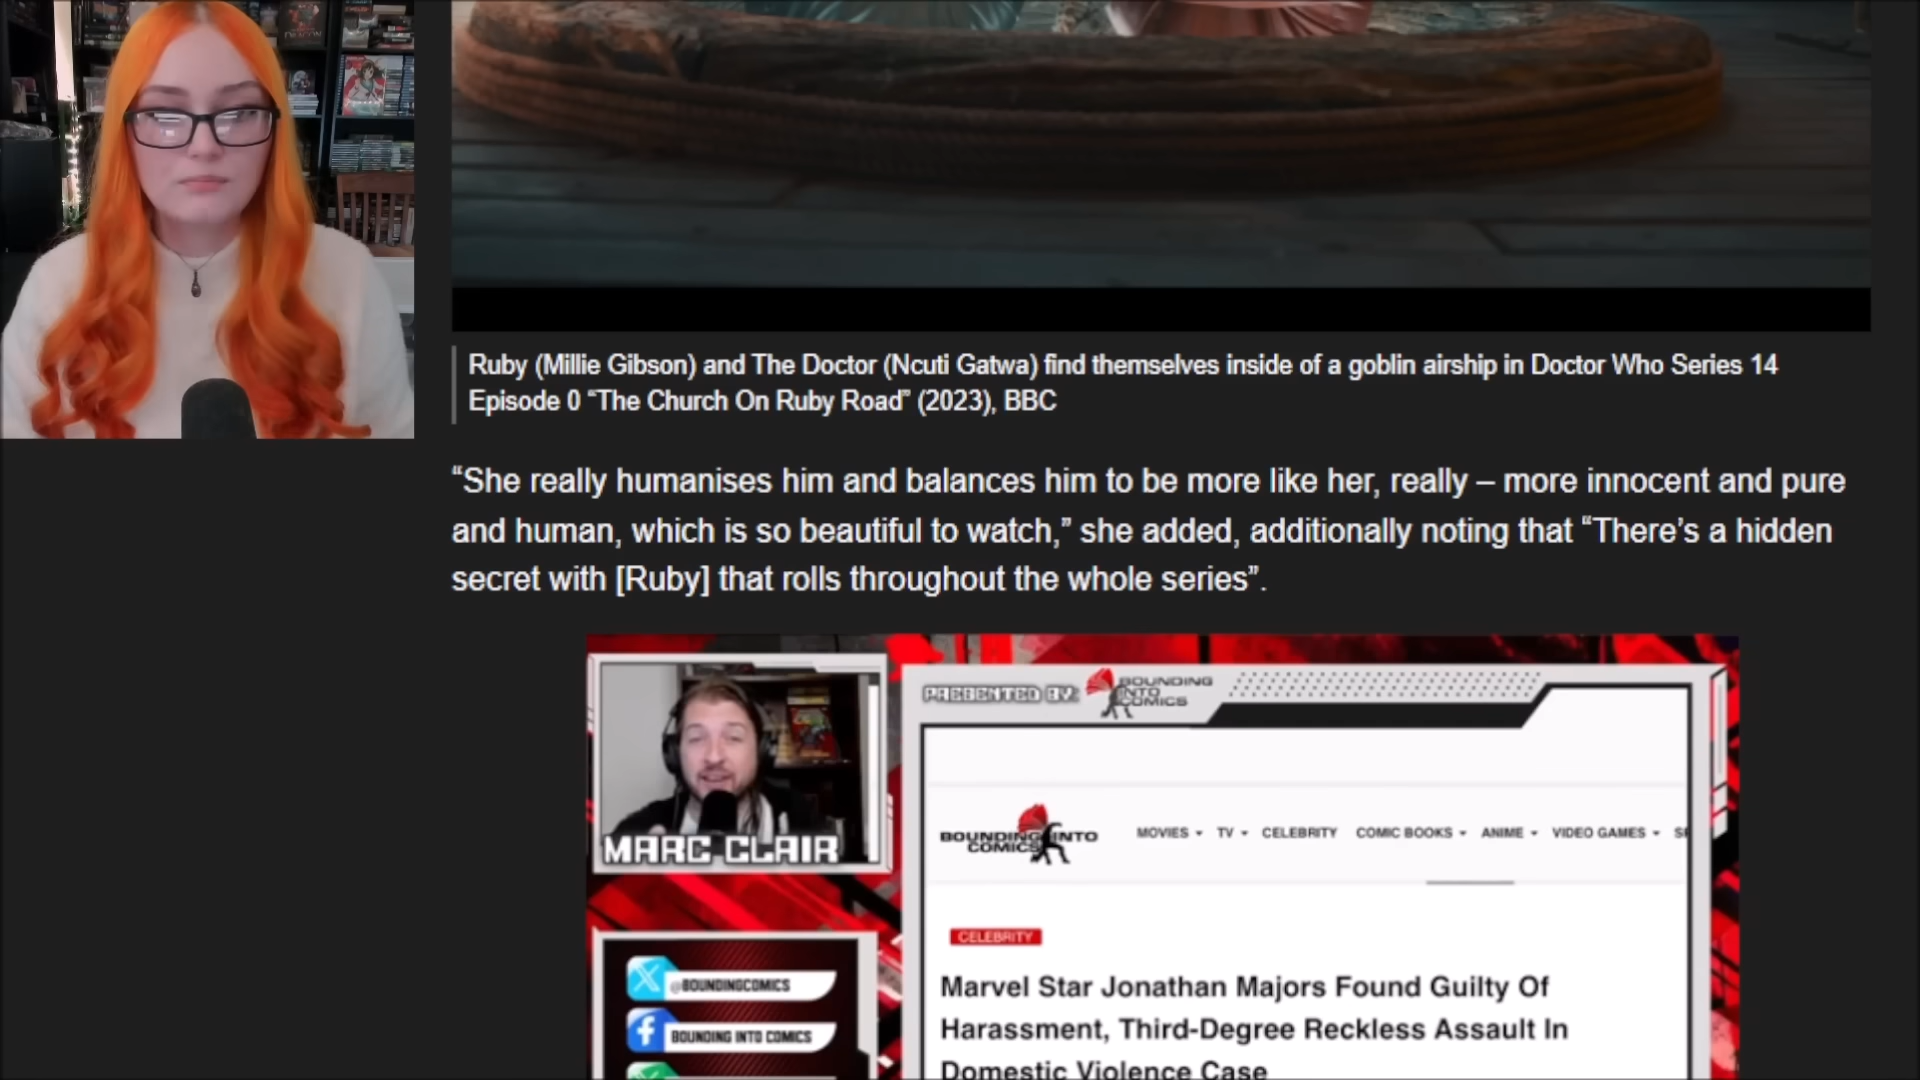 DRAGON
Ruby (Millie Gibson) and The Doctor (Ncuti Gatwa) find themselves inside of a goblin airship in Doctor Who Series 14
Episode 0 “The Church On Ruby Road” (2023), BBC
“She really humanises him and balances him to be more like her, really – more innocent and pure
and human, which is so beautiful to watch,” she added, additionally noting that “There’s a hidden
secret with [Ruby] that rolls throughout the whole series”.
PRESENTED BY:
BOUNDING
INTO
COMICS
MARC CLAIR
BOUNDING INTO
COMICS
MOVIES TV CELEBRITY COMIC BOOKS ANIME VIDEO GAMES
CELEBRITY
@BOUNDINGCOMICS
BOUNDING INTO COMICS
Marvel Star Jonathan Majors Found Guilty Of
Harassment, Third-Degree Reckless Assault In
Domestic Violence Case